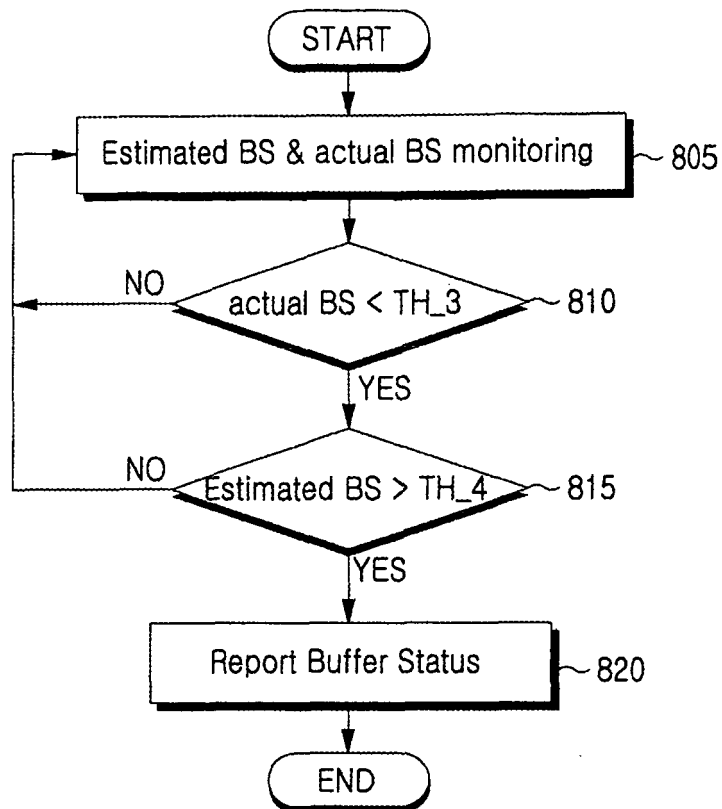 START
Estimated BS & actual BS monitoring
805
NO
actual BS < TH_3
810
YES
NO
Estimated BS > TH_4
815
YES
Report Buffer Status
820
END